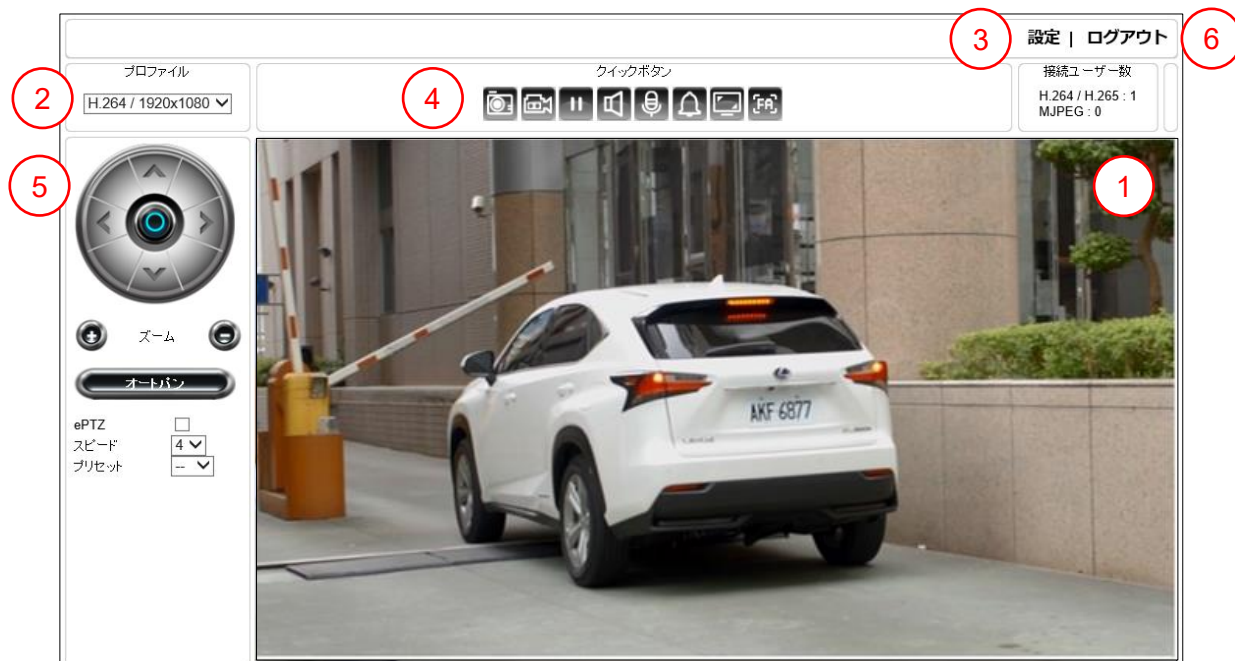 3
設定 | ログアウト
6
プロファイル
クイックボタン
接続ユーザー数
2
H.264 / 1920x1080
4
FA
H.264 / H.265 : 1
MJPEG : 0
5
1
ズーム
オートパン
ePTZ
スピード 4
プリセット --
AKF 6877